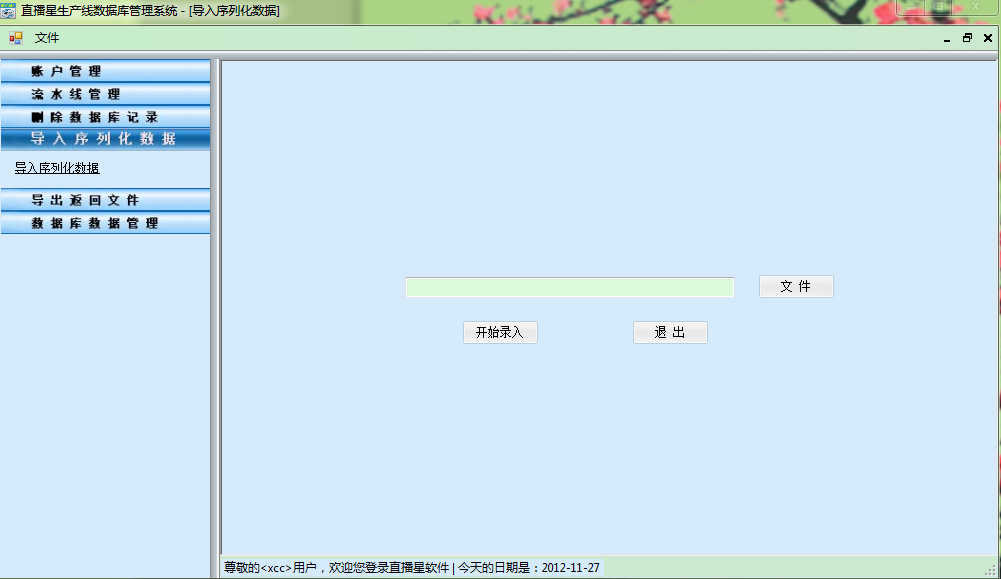 直播星生产线数据库管理系统 - [导入序列化数据]
文件
账户管理
流水线管理
删除数据库记录
导入序列化数据
导入序列化数据
导出返回文件
数据库数据管理
文 件
开始录入
退 出
尊敬的<xcc>用户，欢迎您登录直播星软件 | 今天的日期是：2012-11-27